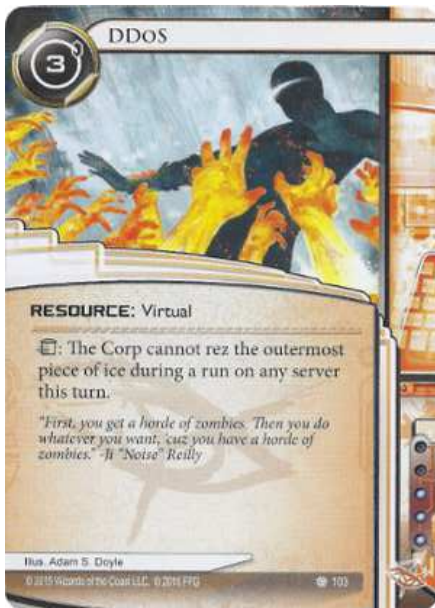 DDoS
3
RESOURCE: Virtual
: The Corp cannot rez the outermost
piece of ice during a run on any server
this turn.
"First, you get a horde of zombies. Then you do
whatever you want, 'cuz you have a horde of
zombies." -Ji "Noise" Reilly
Illus. Adam S. Doyle
© 2015 Wizards of the Coast LLC. © 2015 FFG
103